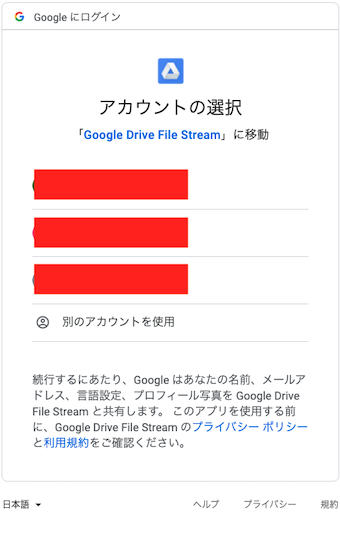 Google にログイン
アカウントの選択
「Google Drive File Stream」に移動
別のアカウントを使用
続行するにあたり、Google はあなたの名前、メールア
ドレス、言語設定、プロフィール写真を Google Drive
File Stream と共有します。 このアプリを使用する前
に、Google Drive File Stream のプライバシー ポリシー
と利用規約をご確認ください。
日本語 ヘルプ プライバシー 規約